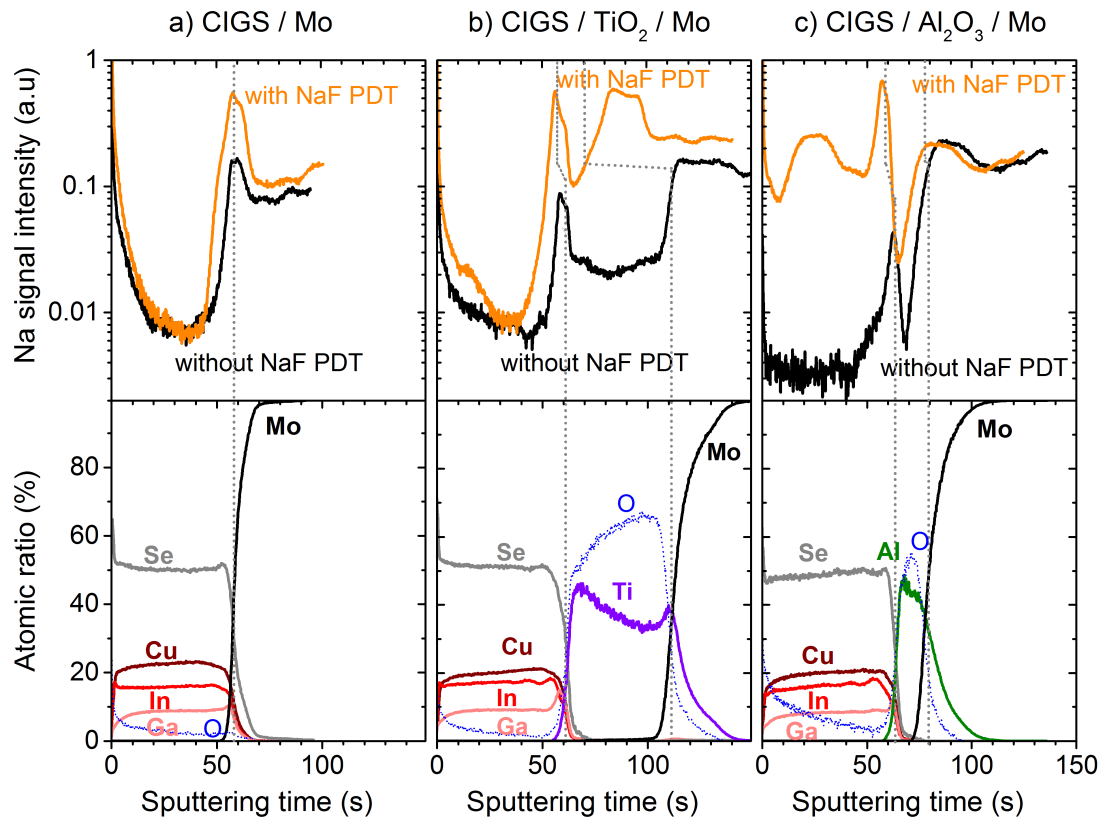 a) CIGS / Mo
b) CIGS / TiO2 / Mo
c) CIGS / Al2O3 / Mo
Na signal intensity (a.u)
1
0.1
0.01
with NaF PDT
without NaF PDT
with NaF PDT
without NaF PDT
with NaF PDT
without NaF PDT
Atomic ratio (%)
80
60
40
20
0
Mo
Se
Cu
In
Ga
O
Mo
O
Se
Ti
Cu
In
Ga
Mo
Al
O
Se
Cu
In
Ga
0 50 100
0 50 100
0 50 100 150
Sputtering time (s)
Sputtering time (s)
Sputtering time (s)